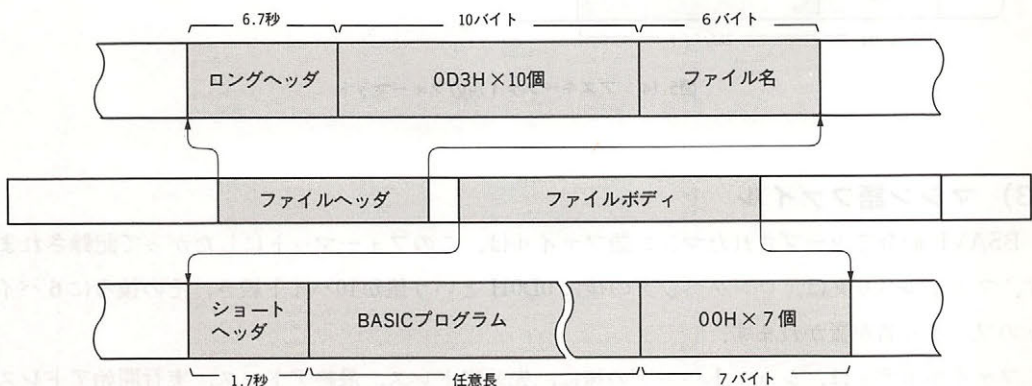 6.7秒 10バイト 6バイト
ロングヘッダ 0D3H×10個 ファイル名
ファイルヘッダ ファイルボディ
ショート
ヘッダ BASICプログラム 00H×7個
1.7秒 任意長 7バイト